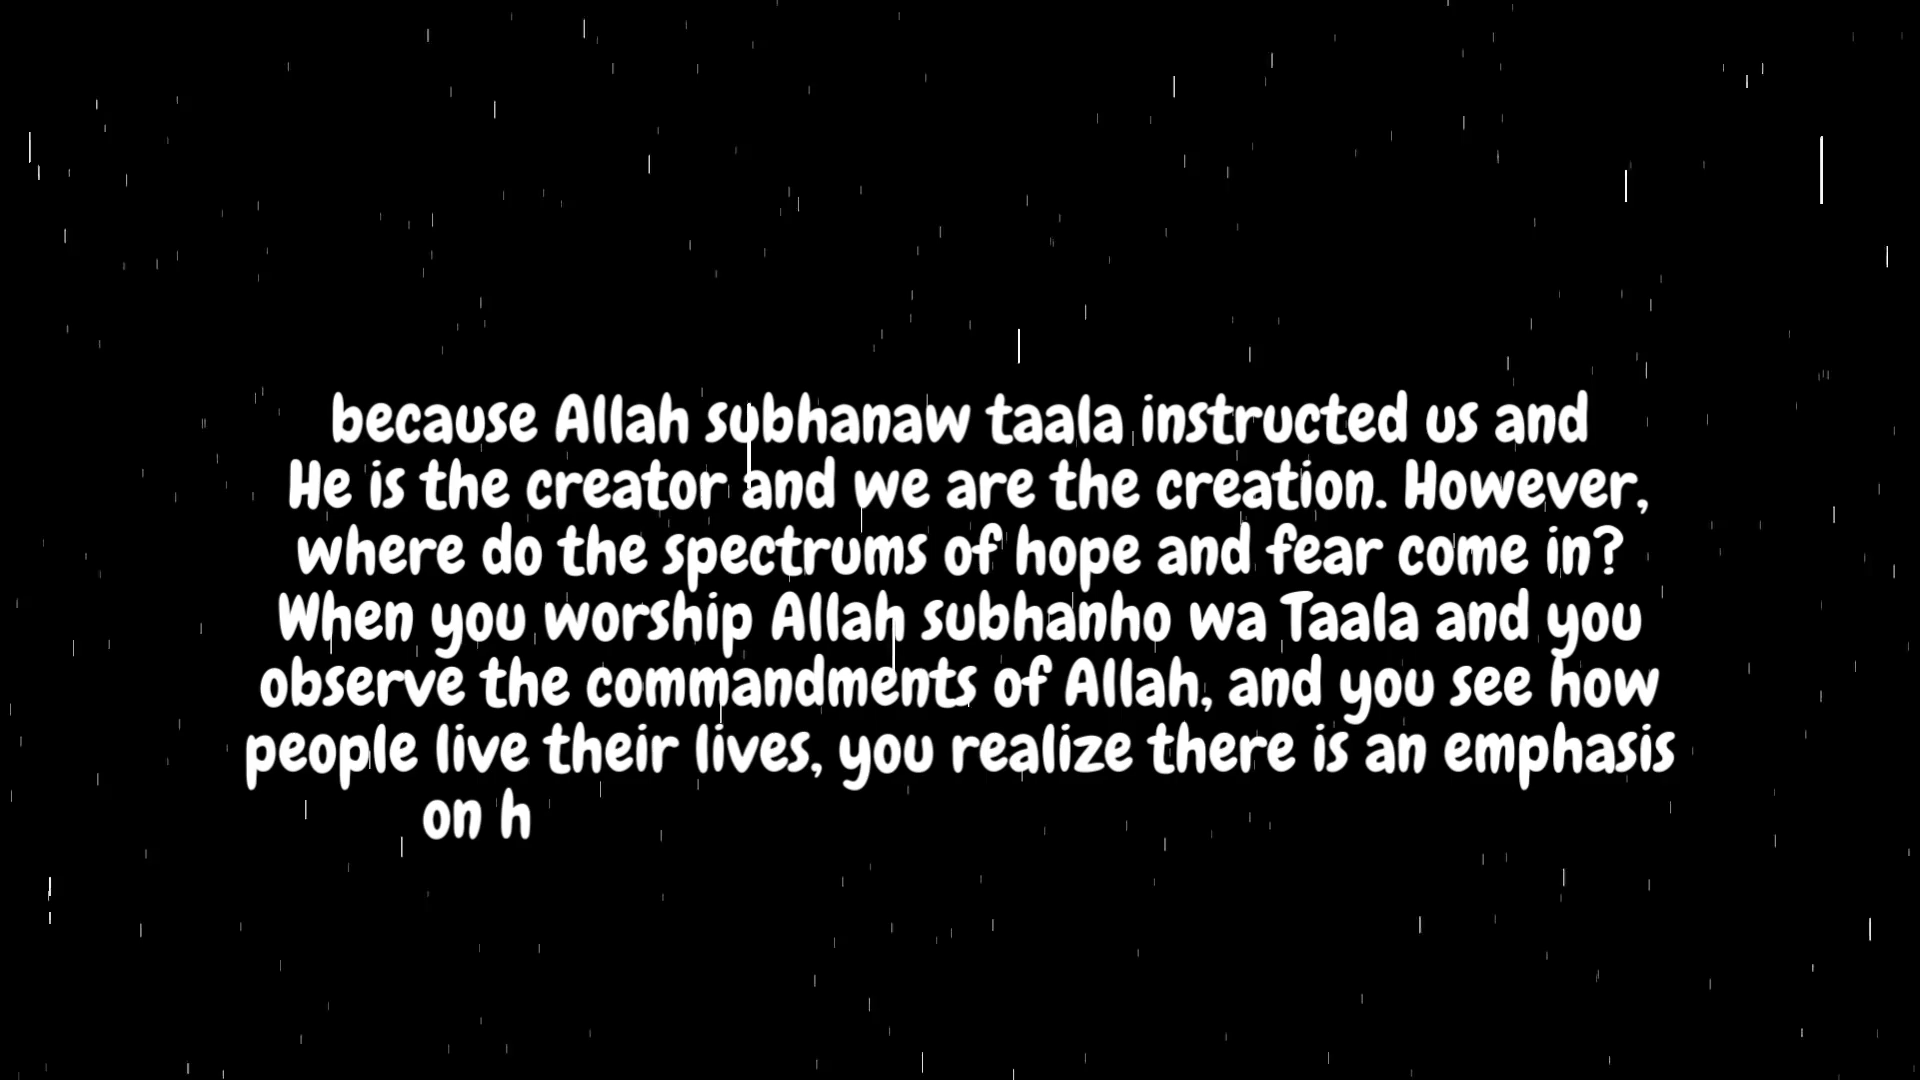 because Allah subhanaw taala instructed us and
He is the creator and we are the creation. However,
where do the spectrums of hope and fear come in?
When you worship Allah subhanho wa Taala and you
observe the commandments of Allah, and you see how
people live their lives, you realize there is an emphasis
on h